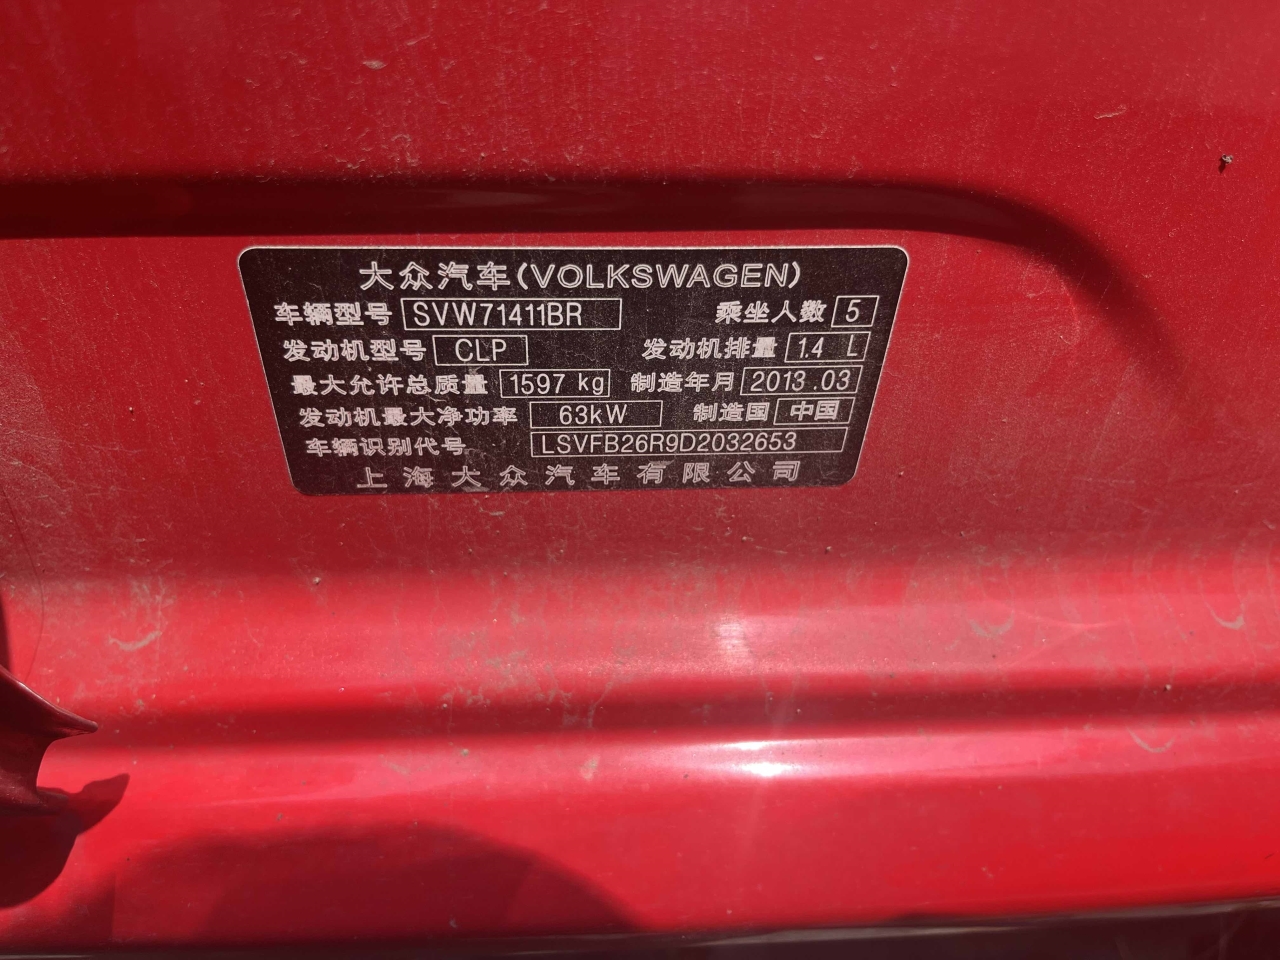 大众汽车(VOLKSWAGEN)
车辆型号 SVW71411BR 乘坐人数 5
发动机型号 CLP 发动机排量 1.4 L
最大允许总质量 1597 kg 制造年月 2013.03
发动机最大净功率 63kW 制造国 中国
车辆识别代号 LSVFB26R9D2032653
上海大众汽车有限公司